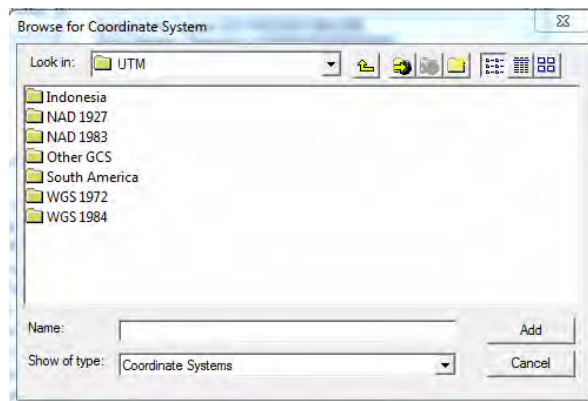 Browse for Coordinate System
Look in: UTM
Indonesia
NAD 1927
NAD 1983
Other GCS
South America
WGS 1972
WGS 1984
Name: Add
Show of type: Coordinate Systems Cancel